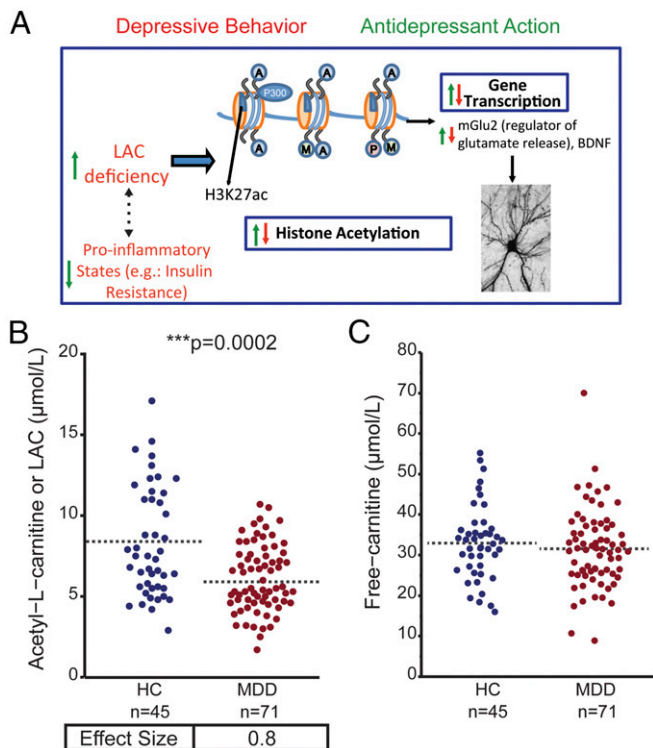 A
Depressive Behavior Antidepressant Action
A A A
P300
Gene
Transcription
mGlu2 (regulator of
glutamate release), BDNF
LAC
deficiency
A M A P M
H3K27ac
Histone Acetylation
Pro-inflammatory
States (e.g.: Insulin
Resistance)
B
***p=0.0002
Acetyl-L-carnitine or LAC (µmol/L)
20
15
10
5
0
HC MDD
n=45 n=71
Effect Size 0.8
C
Free-carnitine (µmol/L)
80
70
60
50
40
30
20
10
0
HC MDD
n=45 n=71